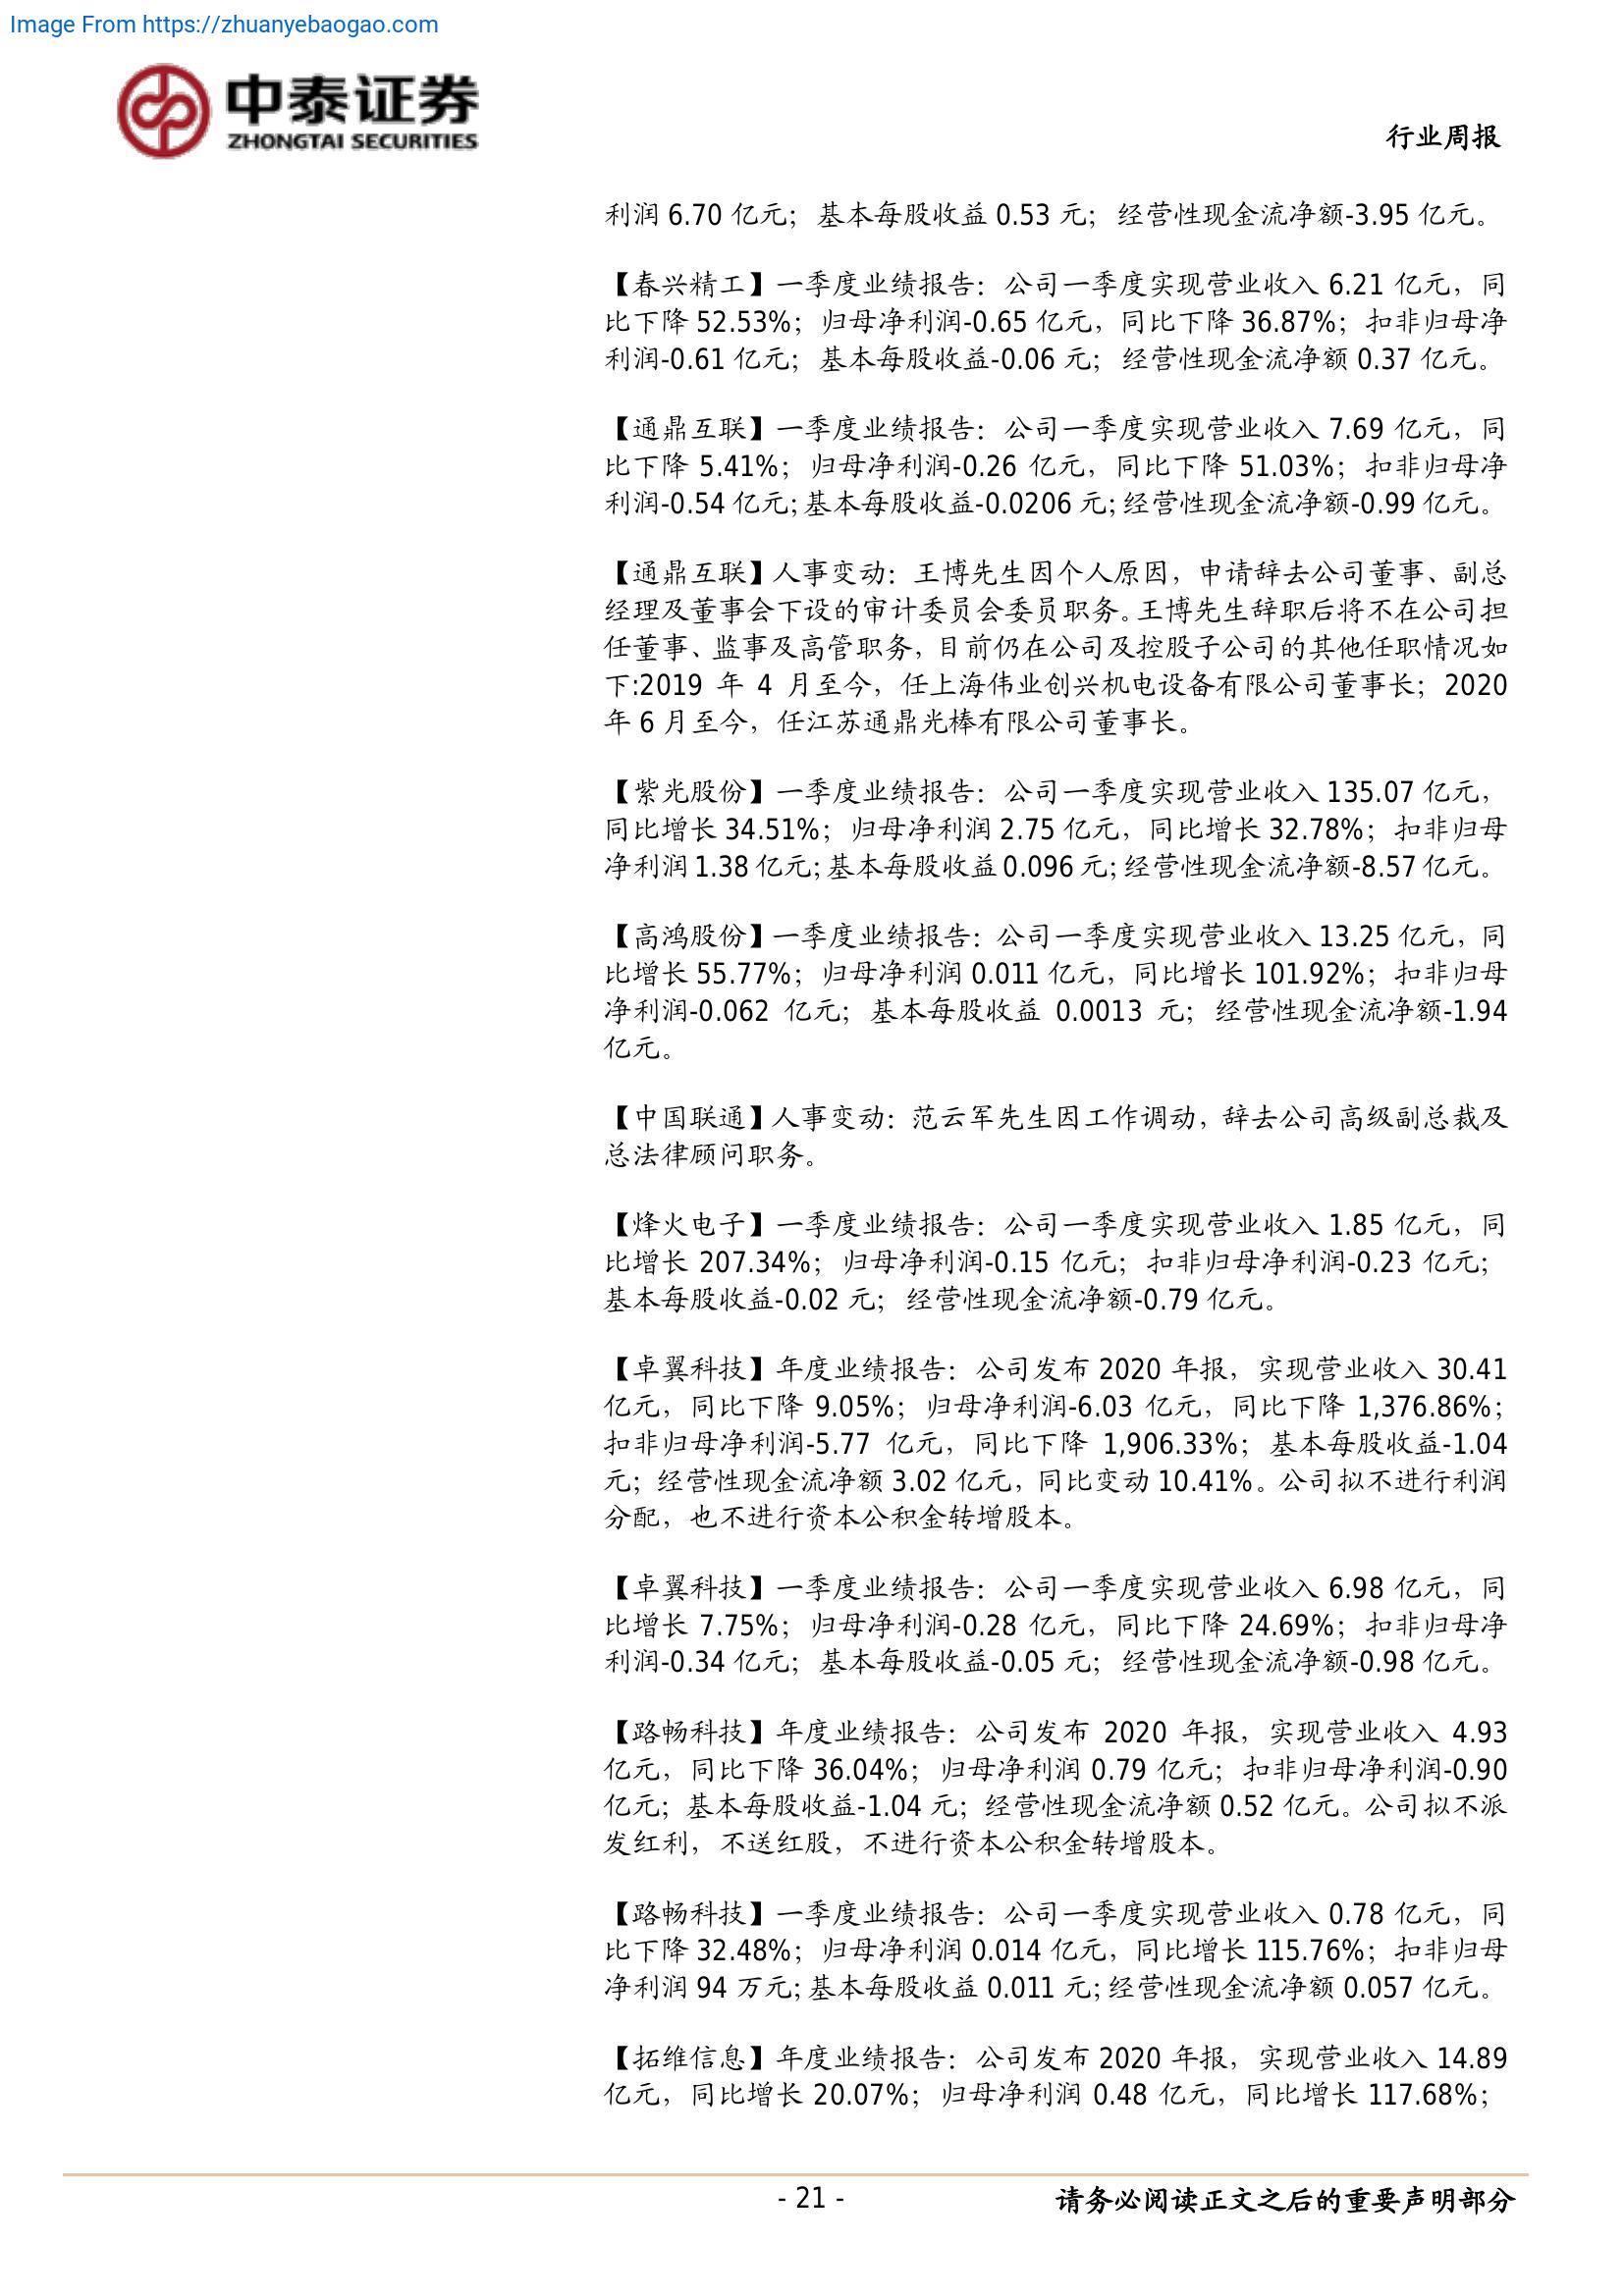 Image From https://zhuanyebaogao.com
中泰证券
ZHONGTAI SECURITIES
行业周报
利润 6.70 亿元；基本每股收益 0.53 元；经营性现金流净额-3.95 亿元。
【春兴精工】一季度业绩报告：公司一季度实现营业收入 6.21 亿元，同
比下降 52.53%；归母净利润-0.65 亿元，同比下降 36.87%；扣非归母净
利润-0.61 亿元；基本每股收益-0.06 元；经营性现金流净额 0.37 亿元。
【通鼎互联】一季度业绩报告：公司一季度实现营业收入 7.69 亿元，同
比下降 5.41%；归母净利润-0.26 亿元，同比下降 51.03%；扣非归母净
利润-0.54 亿元；基本每股收益-0.0206 元；经营性现金流净额-0.99 亿元。
【通鼎互联】人事变动：王博先生因个人原因，申请辞去公司董事、副总
经理及董事会下设的审计委员会委员职务。王博先生辞职后将不在公司担
任董事、监事及高管职务，目前仍在公司及控股子公司的其他任职情况如
下:2019 年 4 月至今，任上海伟业创兴机电设备有限公司董事长；2020
年 6 月至今，任江苏通鼎光棒有限公司董事长。
【紫光股份】一季度业绩报告：公司一季度实现营业收入 135.07 亿元，
同比增长 34.51%；归母净利润 2.75 亿元，同比增长 32.78%；扣非归母
净利润 1.38 亿元；基本每股收益 0.096 元；经营性现金流净额-8.57 亿元。
【高鸿股份】一季度业绩报告：公司一季度实现营业收入 13.25 亿元，同
比增长 55.77%；归母净利润 0.011 亿元，同比增长 101.92%；扣非归母
净利润-0.062 亿元；基本每股收益 0.0013 元；经营性现金流净额-1.94
亿元。
【中国联通】人事变动：范云军先生因工作调动，辞去公司高级副总裁及
总法律顾问职务。
【烽火电子】一季度业绩报告：公司一季度实现营业收入 1.85 亿元，同
比增长 207.34%；归母净利润-0.15 亿元；扣非归母净利润-0.23 亿元；
基本每股收益-0.02 元；经营性现金流净额-0.79 亿元。
【卓翼科技】年度业绩报告：公司发布 2020 年报，实现营业收入 30.41
亿元，同比下降 9.05%；归母净利润-6.03 亿元，同比下降 1,376.86%；
扣非归母净利润-5.77 亿元，同比下降 1,906.33%；基本每股收益-1.04
元；经营性现金流净额 3.02 亿元，同比变动 10.41%。公司拟不进行利润
分配，也不进行资本公积金转增股本。
【卓翼科技】一季度业绩报告：公司一季度实现营业收入 6.98 亿元，同
比增长 7.75%；归母净利润-0.28 亿元，同比下降 24.69%；扣非归母净
利润-0.34 亿元；基本每股收益-0.05 元；经营性现金流净额-0.98 亿元。
【路畅科技】年度业绩报告：公司发布 2020 年报，实现营业收入 4.93
亿元，同比下降 36.04%；归母净利润 0.79 亿元；扣非归母净利润-0.90
亿元；基本每股收益-1.04 元；经营性现金流净额 0.52 亿元。公司拟不派
发红利，不送红股，不进行资本公积金转增股本。
【路畅科技】一季度业绩报告：公司一季度实现营业收入 0.78 亿元，同
比下降 32.48%；归母净利润 0.014 亿元，同比增长 115.76%；扣非归母
净利润 94 万元；基本每股收益 0.011 元；经营性现金流净额 0.057 亿元。
【拓维信息】年度业绩报告：公司发布 2020 年报，实现营业收入 14.89
亿元，同比增长 20.07%；归母净利润 0.48 亿元，同比增长 117.68%；
- 21 -
请务必阅读正文之后的重要声明部分